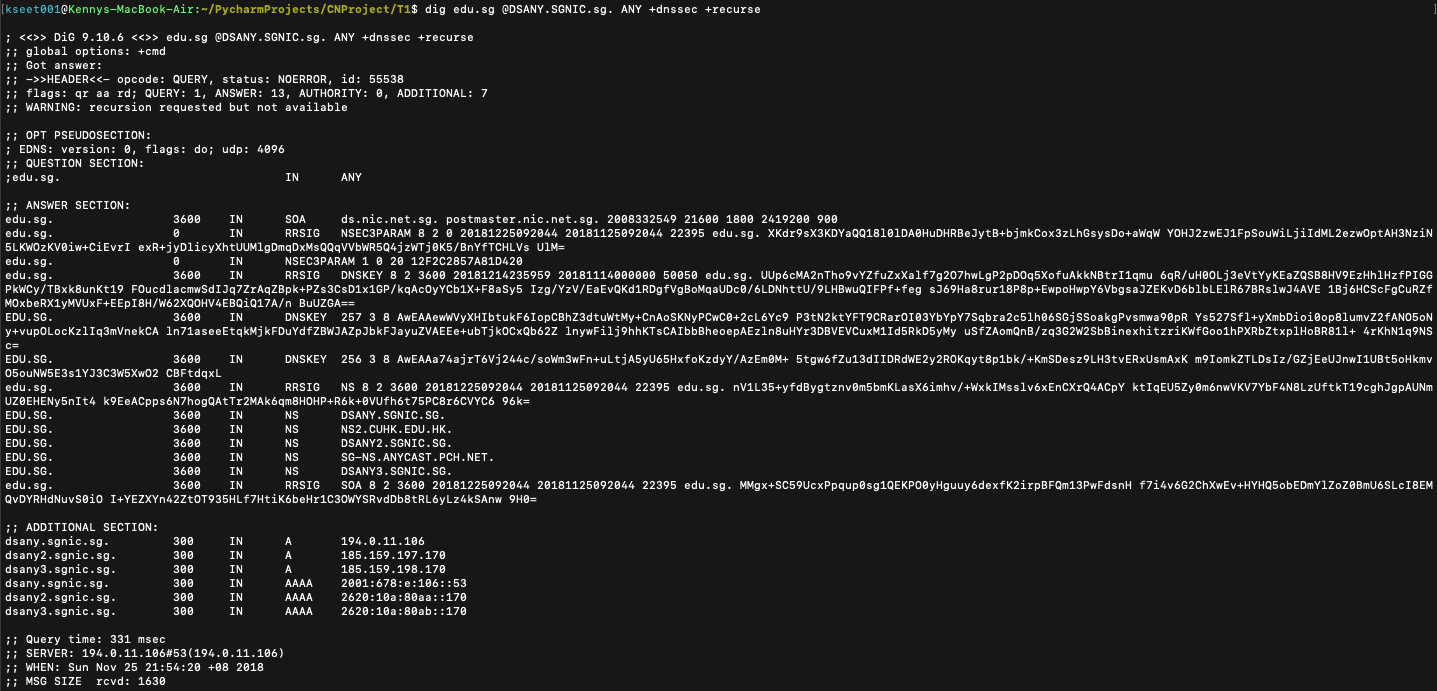 [kseet001@Kennys-MacBook-Air:~/PycharmProjects/CNProject/T1$ dig edu.sg @DSANY.SGNIC.sg. ANY +dnssec +recurse ]
; <<>> DiG 9.10.6 <<>> edu.sg @DSANY.SGNIC.sg. ANY +dnssec +recurse
;; global options: +cmd
;; Got answer:
;; ->>HEADER<<- opcode: QUERY, status: NOERROR, id: 55538
;; flags: qr aa rd; QUERY: 1, ANSWER: 13, AUTHORITY: 0, ADDITIONAL: 7
;; WARNING: recursion requested but not available
;; OPT PSEUDOSECTION:
; EDNS: version: 0, flags: do; udp: 4096
;; QUESTION SECTION:
;edu.sg. IN ANY
;; ANSWER SECTION:
edu.sg. 3600 IN SOA ds.nic.net.sg. postmaster.nic.net.sg. 2008332549 21600 1800 2419200 900
edu.sg. 0 IN RRSIG NSEC3PARAM 8 2 0 20181225092044 20181125092044 22395 edu.sg. XKdr9sX3KDYaQQ18l0lDA0HuDHRBeJytB+bjmkCox3zLhGsysDo+aWqW YOHJ2zwEJ1FpSouWiLjiIdML2ezwOptAH3NziN
5LKWOzKV0iw+CiEvrI exR+jyDlicyXhtUUMlgDmqDxMsQQqVVbWR5Q4jzWTj0K5/BnYfTCHLVs UlM=
edu.sg. 0 IN NSEC3PARAM 1 0 20 12F2C2857A81D420
edu.sg. 3600 IN RRSIG DNSKEY 8 2 3600 20181214235959 20181114000000 50050 edu.sg. UUp6cMA2nTho9vYZfuZxXalf7g2O7hwLgP2pDOq5XofuAkkNBtrI1qmu 6qR/uH0OLj3eVtYyKEaZQSB8HV9EzHhlHzfPIGG
PkWCy/TBxk8unKt19 FOucdlacmwSdIJq7ZrAqZBpk+PZs3CsD1x1GP/kqAcOyYCb1X+F8aSy5 Izg/YzV/EaEvQKd1RDgfVgBoMqaUDc0/6LDNhttU/9LHBwuQIFPf+feg sJ69Ha8rur18P8p+EwpoHwpY6VbgsaJZEKvD6blbLElR67BRslwJ4AVE 1Bj6HCScFgCuRZf
MOxbeRX1yMVUxF+EEpI8H/W62XQOHV4EBQiQ17A/n BuUZGA==
edu.sg. 3600 IN DNSKEY 257 3 8 AwEAAewWVyXHIbtukF6IopCBhZ3dtuWtMy+CnAoSKNyPCwC0+2cL6Yc9 P3tN2ktYFT9CRarOI03YbYpY7Sqbra2c5lh06SGjSSoakgPvsmwa90pR Ys527Sfl+yXmbDioi0op8lumvZ2fANO5oN
y+vupOLocKzlIq3mVnekCA ln71aseeEtqkMjkFDuYdfZBWJAZpJbkFJayuZVAEEe+ubTjkOCxQb62Z lnywFilj9hhKTsCAIbbBheoepAEzln8uHYr3DBVEVCuxM1Id5RkD5yMy uSfZAomQnB/zq3G2W2SbBinexhitzriKWfGoo1hPXRbZtxplHoBR81l+ 4rKhN1q9NS
c=
EDU.SG. 3600 IN DNSKEY 256 3 8 AwEAAa74ajrT6Vj244c/soWm3wFn+uLtjA5yU65HxfoKzdyY/AzEm0M+ 5tgw6fZu13dIIDRdWE2y2ROKqyt8p1bk/+KmSDesz9LH3tvERxUsmAxK m9IomkZTLDsIz/GZjEeUJnwI1UBt5oHkmv
O5ouNW5E3s1YJ3C3W5XwO2 CBFtdqxL
edu.sg. 3600 IN RRSIG NS 8 2 3600 20181225092044 20181125092044 22395 edu.sg. nV1L35+yfdBygtznv0m5bmKLasX6imhv/+WxkIMsslv6xEnCXrQ4ACpY ktIqEU5Zy0m6nwVKV7YbF4N8LzUftkT19cghJgpAUNm
UZ0EHENy5nIt4 k9EeACpps6N7hogQAtTr2MAk6qm8HOHP+R6k+0VUfh6t75PC8r6CVYC6 96k=
EDU.SG. 3600 IN NS DSANY.SGNIC.SG.
EDU.SG. 3600 IN NS NS2.CUHK.EDU.HK.
EDU.SG. 3600 IN NS DSANY2.SGNIC.SG.
EDU.SG. 3600 IN NS SG-NS.ANYCAST.PCH.NET.
EDU.SG. 3600 IN NS DSANY3.SGNIC.SG.
edu.sg. 3600 IN RRSIG SOA 8 2 3600 20181225092044 20181125092044 22395 edu.sg. MMgx+SC59UcxPpqup0sg1QEKPO0yHguuy6dexfK2irpBFQm13PwFdsnH f7i4v6G2ChXwEv+HYHQ5obEDmYlZoZ0BmU6SLcI8EM
QvDYRHdNuvS0iO I+YEZXYn42ZtOT935HLf7HtiK6beHr1C3OWYSRvdDb8tRL6yLz4kSAnw 9H0=
;; ADDITIONAL SECTION:
dsany.sgnic.sg. 300 IN A 194.0.11.106
dsany2.sgnic.sg. 300 IN A 185.159.197.170
dsany3.sgnic.sg. 300 IN A 185.159.198.170
dsany.sgnic.sg. 300 IN AAAA 2001:678:e:106::53
dsany2.sgnic.sg. 300 IN AAAA 2620:10a:80aa::170
dsany3.sgnic.sg. 300 IN AAAA 2620:10a:80ab::170
;; Query time: 331 msec
;; SERVER: 194.0.11.106#53(194.0.11.106)
;; WHEN: Sun Nov 25 21:54:20 +08 2018
;; MSG SIZE rcvd: 1630